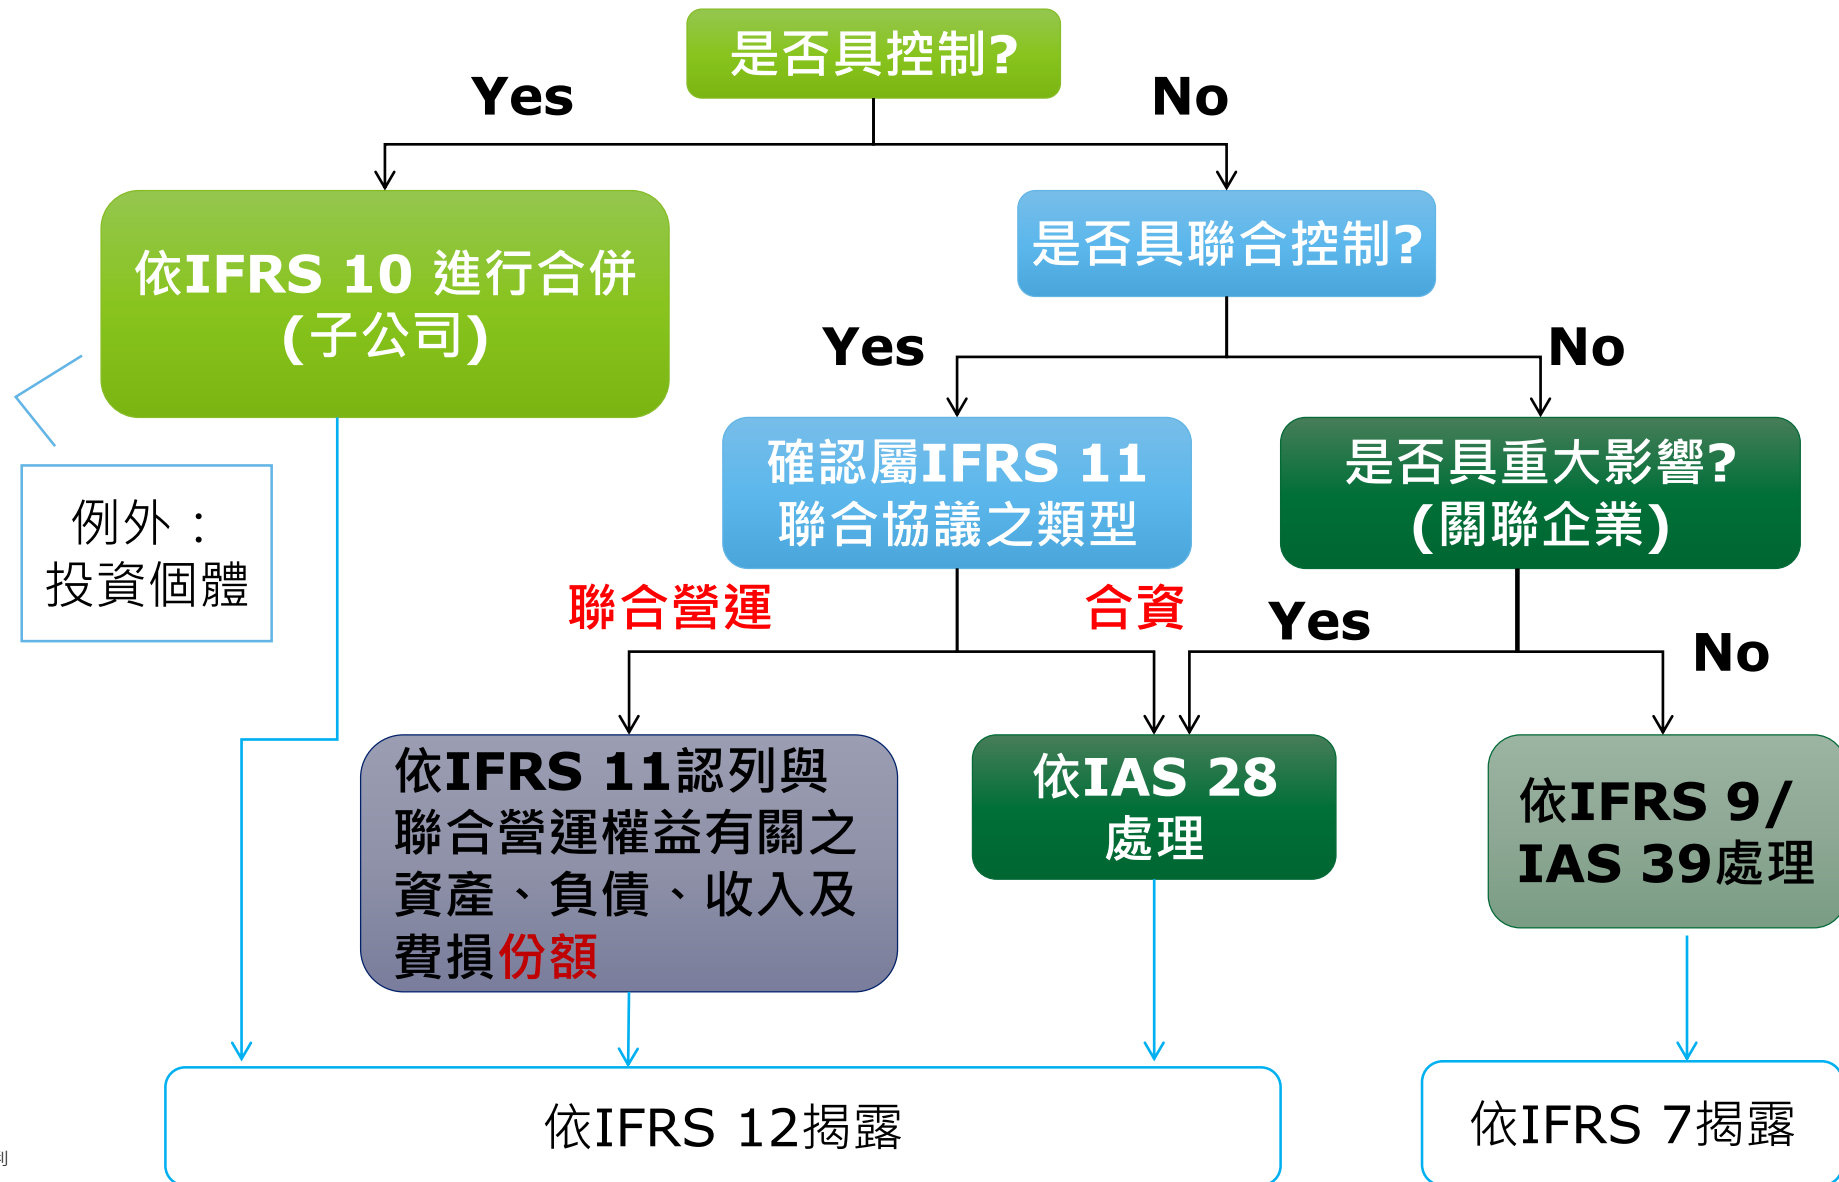 是否具控制?
Yes
No
依IFRS 10 進行合併
(子公司)
是否具聯合控制?
Yes
No
例外：
投資個體
確認屬IFRS 11
聯合協議之類型
是否具重大影響?
(關聯企業)
聯合營運
合資
Yes
No
依IFRS 11認列與
聯合營運權益有關之
資產、負債、收入及
費損份額
依IAS 28
處理
依IFRS 9/
IAS 39處理
依IFRS 12揭露
依IFRS 7揭露